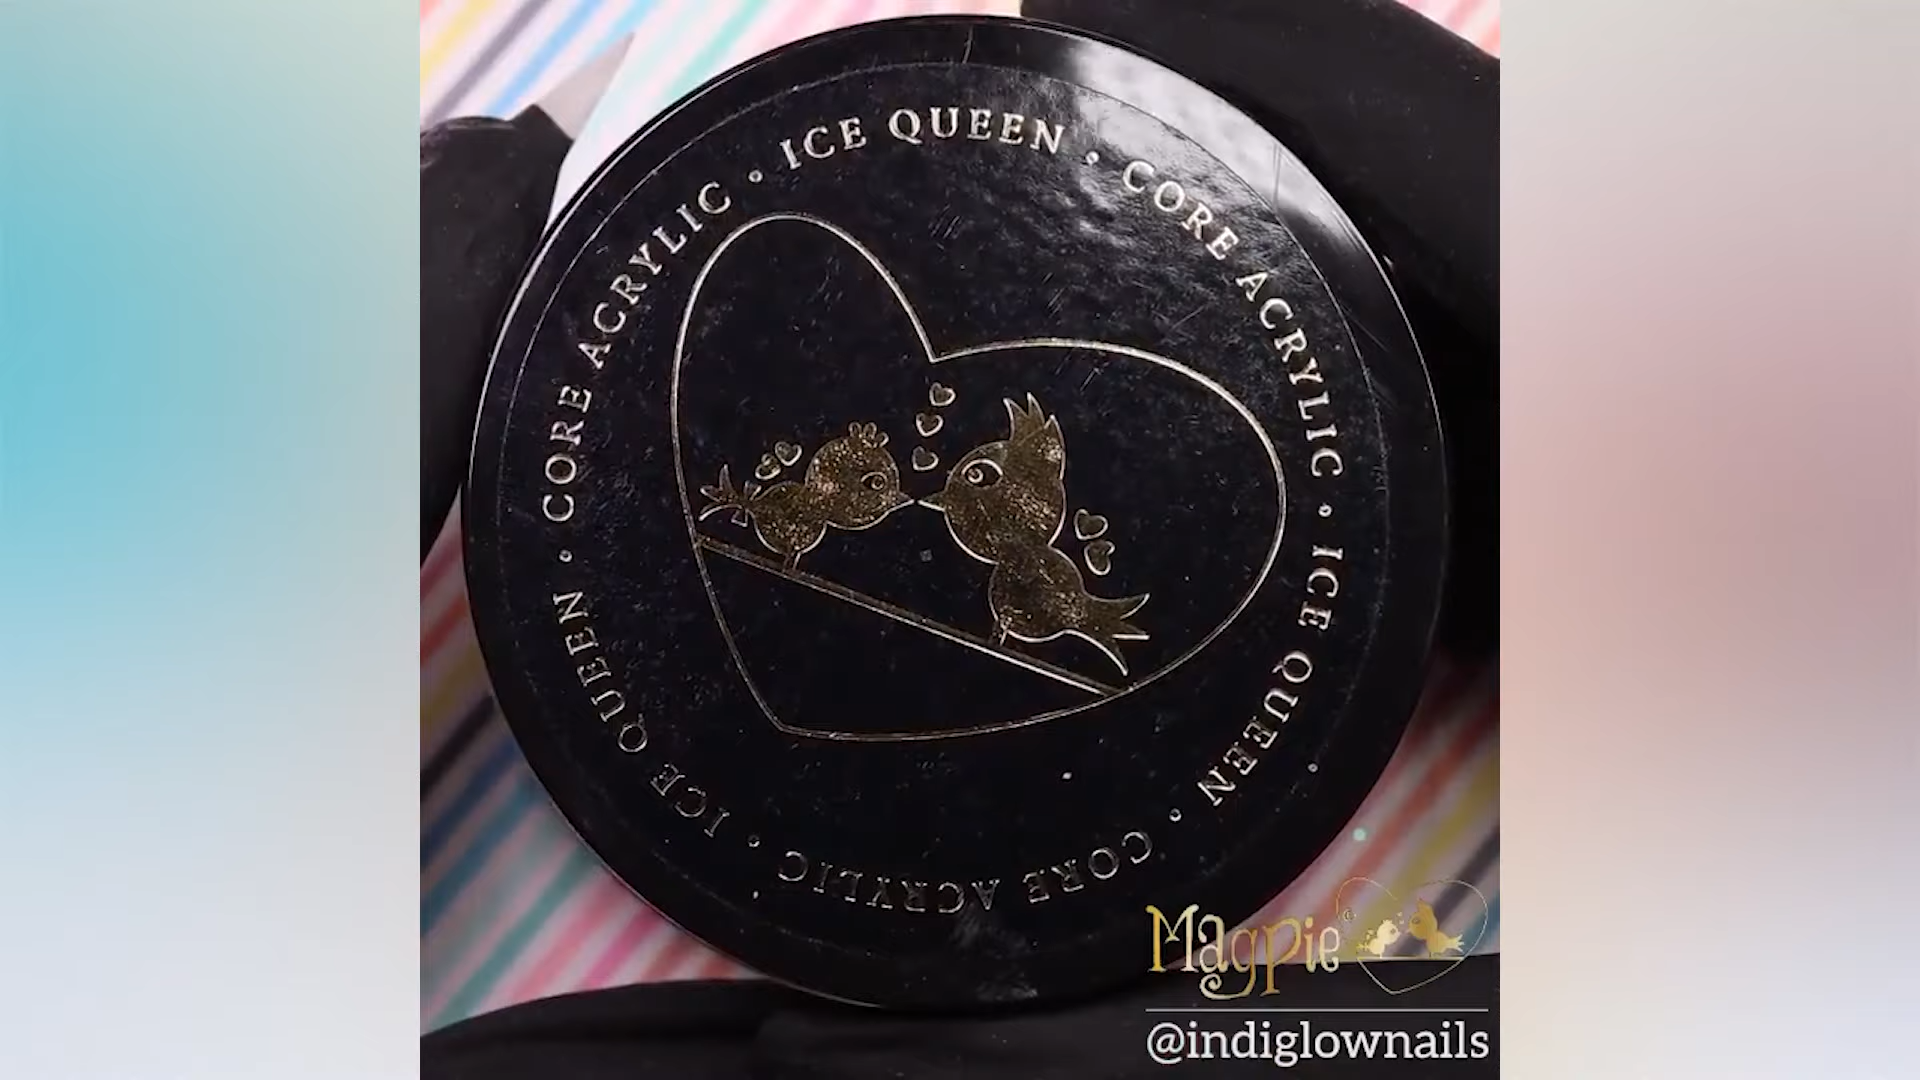 ICE QUEEN • CORE ACRYLIC • ICE QUEEN • CORE ACRYLIC • ICE QUEEN • CORE ACRYLIC •
Magpie
@indiglownails